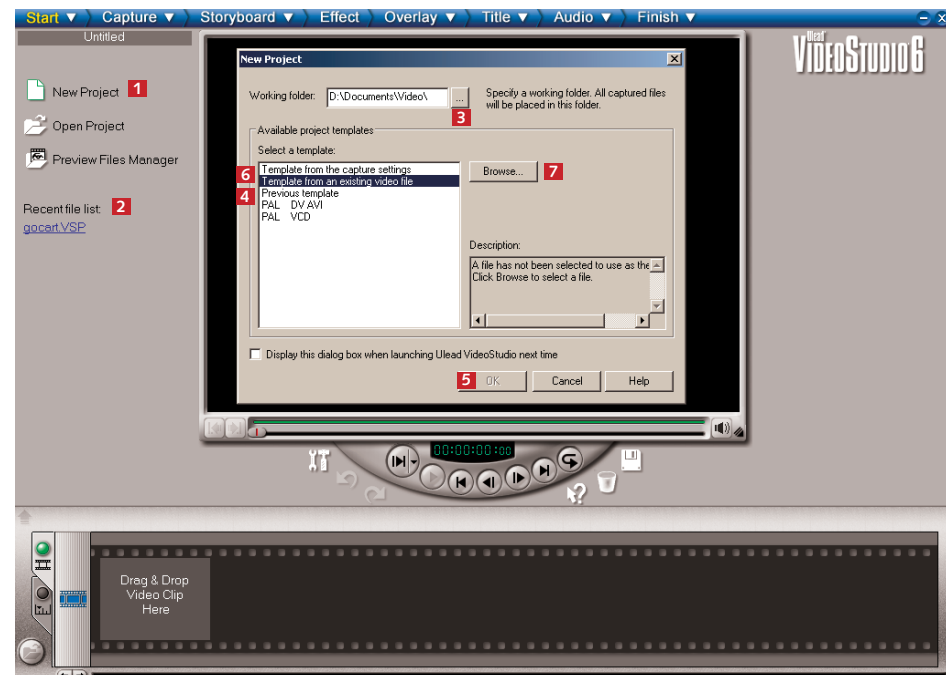 Start ▼ Capture ▼ Storyboard ▼ Effect Overlay ▼ Title ▼ Audio ▼ Finish ▼
Untitled
Ulead
VIDEOSTUDIO 6
New Project 1
Open Project
Preview Files Manager
Recent file list: 2
gocart.VSP
New Project
Working folder: D:\Documents\Video\ ...
3
Specify a working folder. All captured files
will be placed in this folder.
Available project templates
Select a template:
6 Template from the capture settings
Template from an existing video file
4 Previous template
PAL DV AVI
PAL VCD
Browse... 7
Description:
A file has not been selected to use as the
Click Browse to select a file.
Display this dialog box when launching Ulead VideoStudio next time
5 OK Cancel Help
00:00:00:00
Drag & Drop
Video Clip
Here